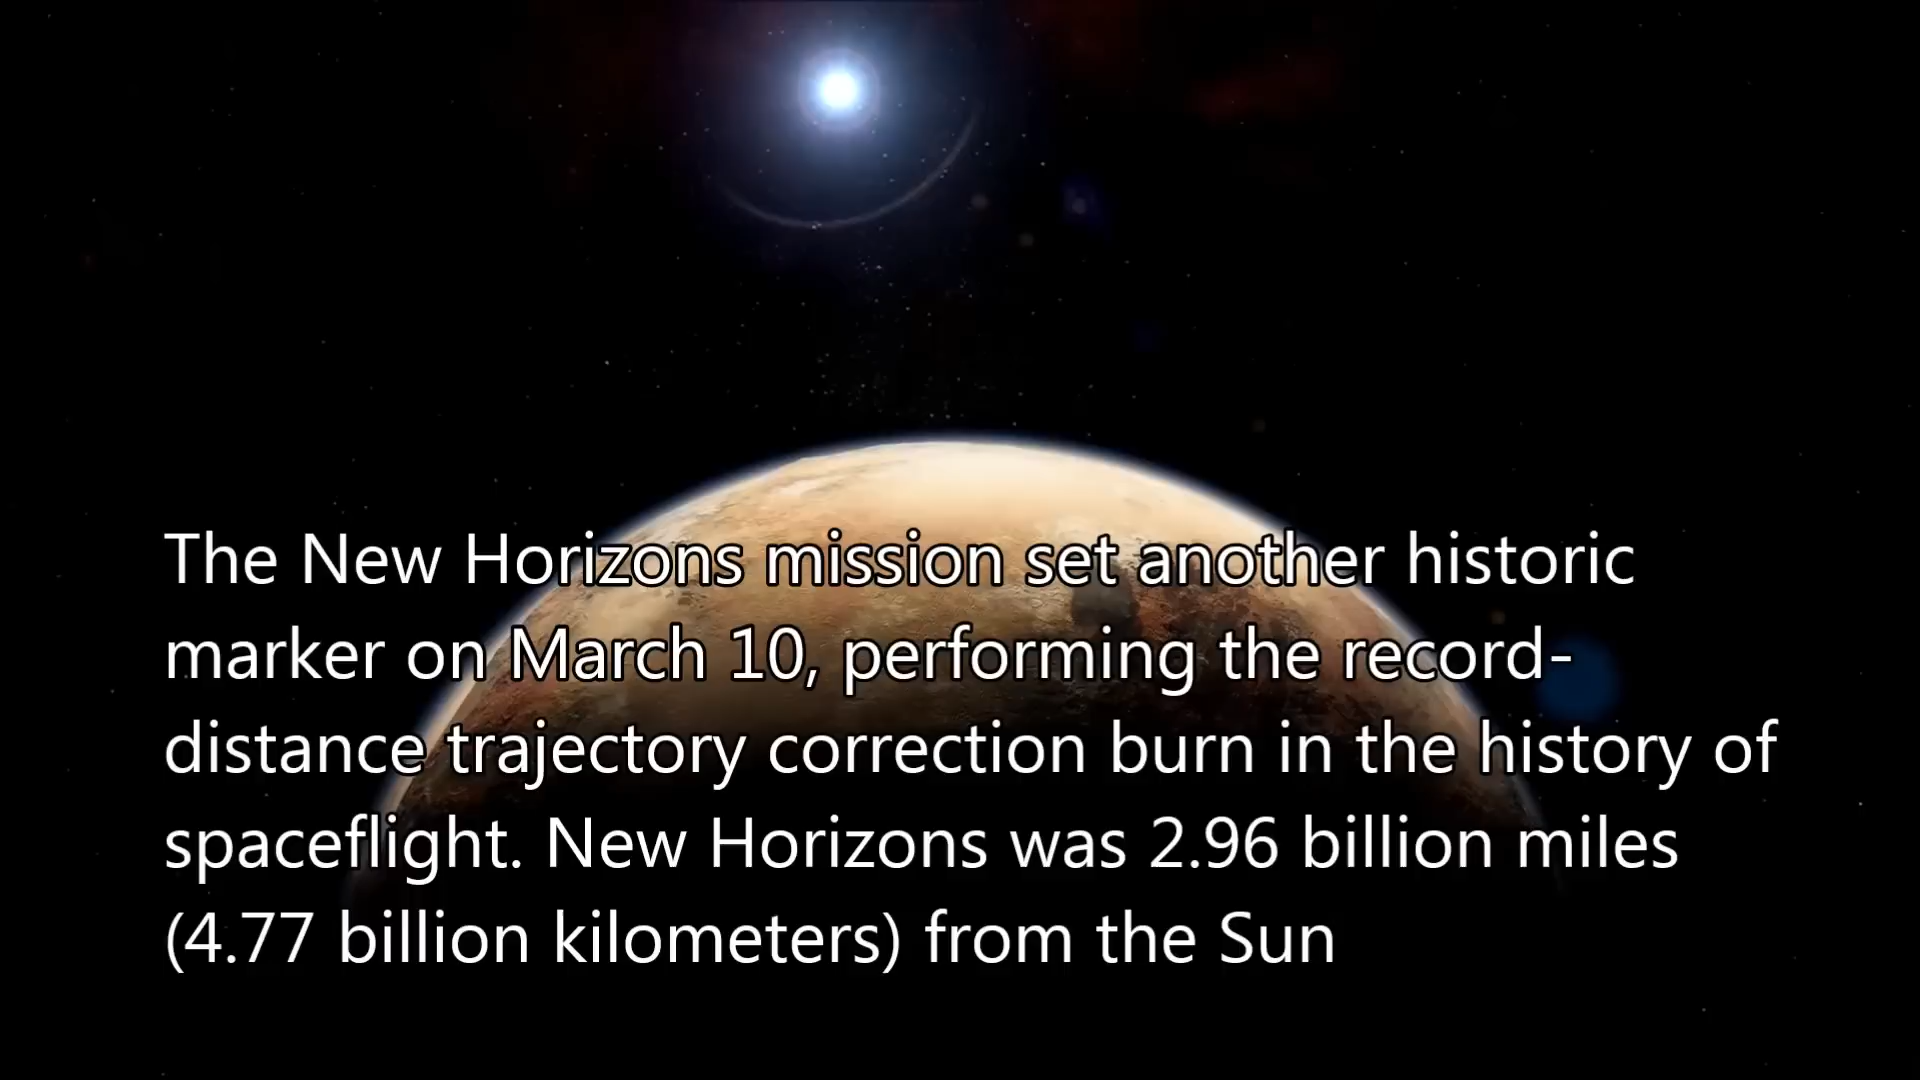 The New Horizons mission set another historic
marker on March 10, performing the record-
distance trajectory correction burn in the history of
spaceflight. New Horizons was 2.96 billion miles
(4.77 billion kilometers) from the Sun